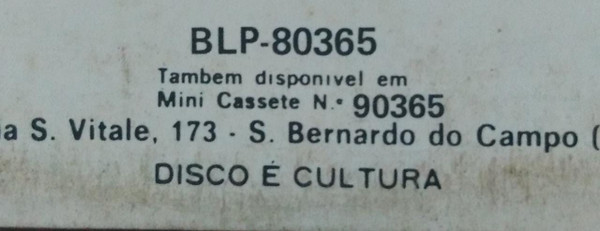 BLP-80365
Tambem disponivel em
Mini Cassete N.º 90365
S. Vitale, 173 - S. Bernardo do Campo (
DISCO É CULTURA